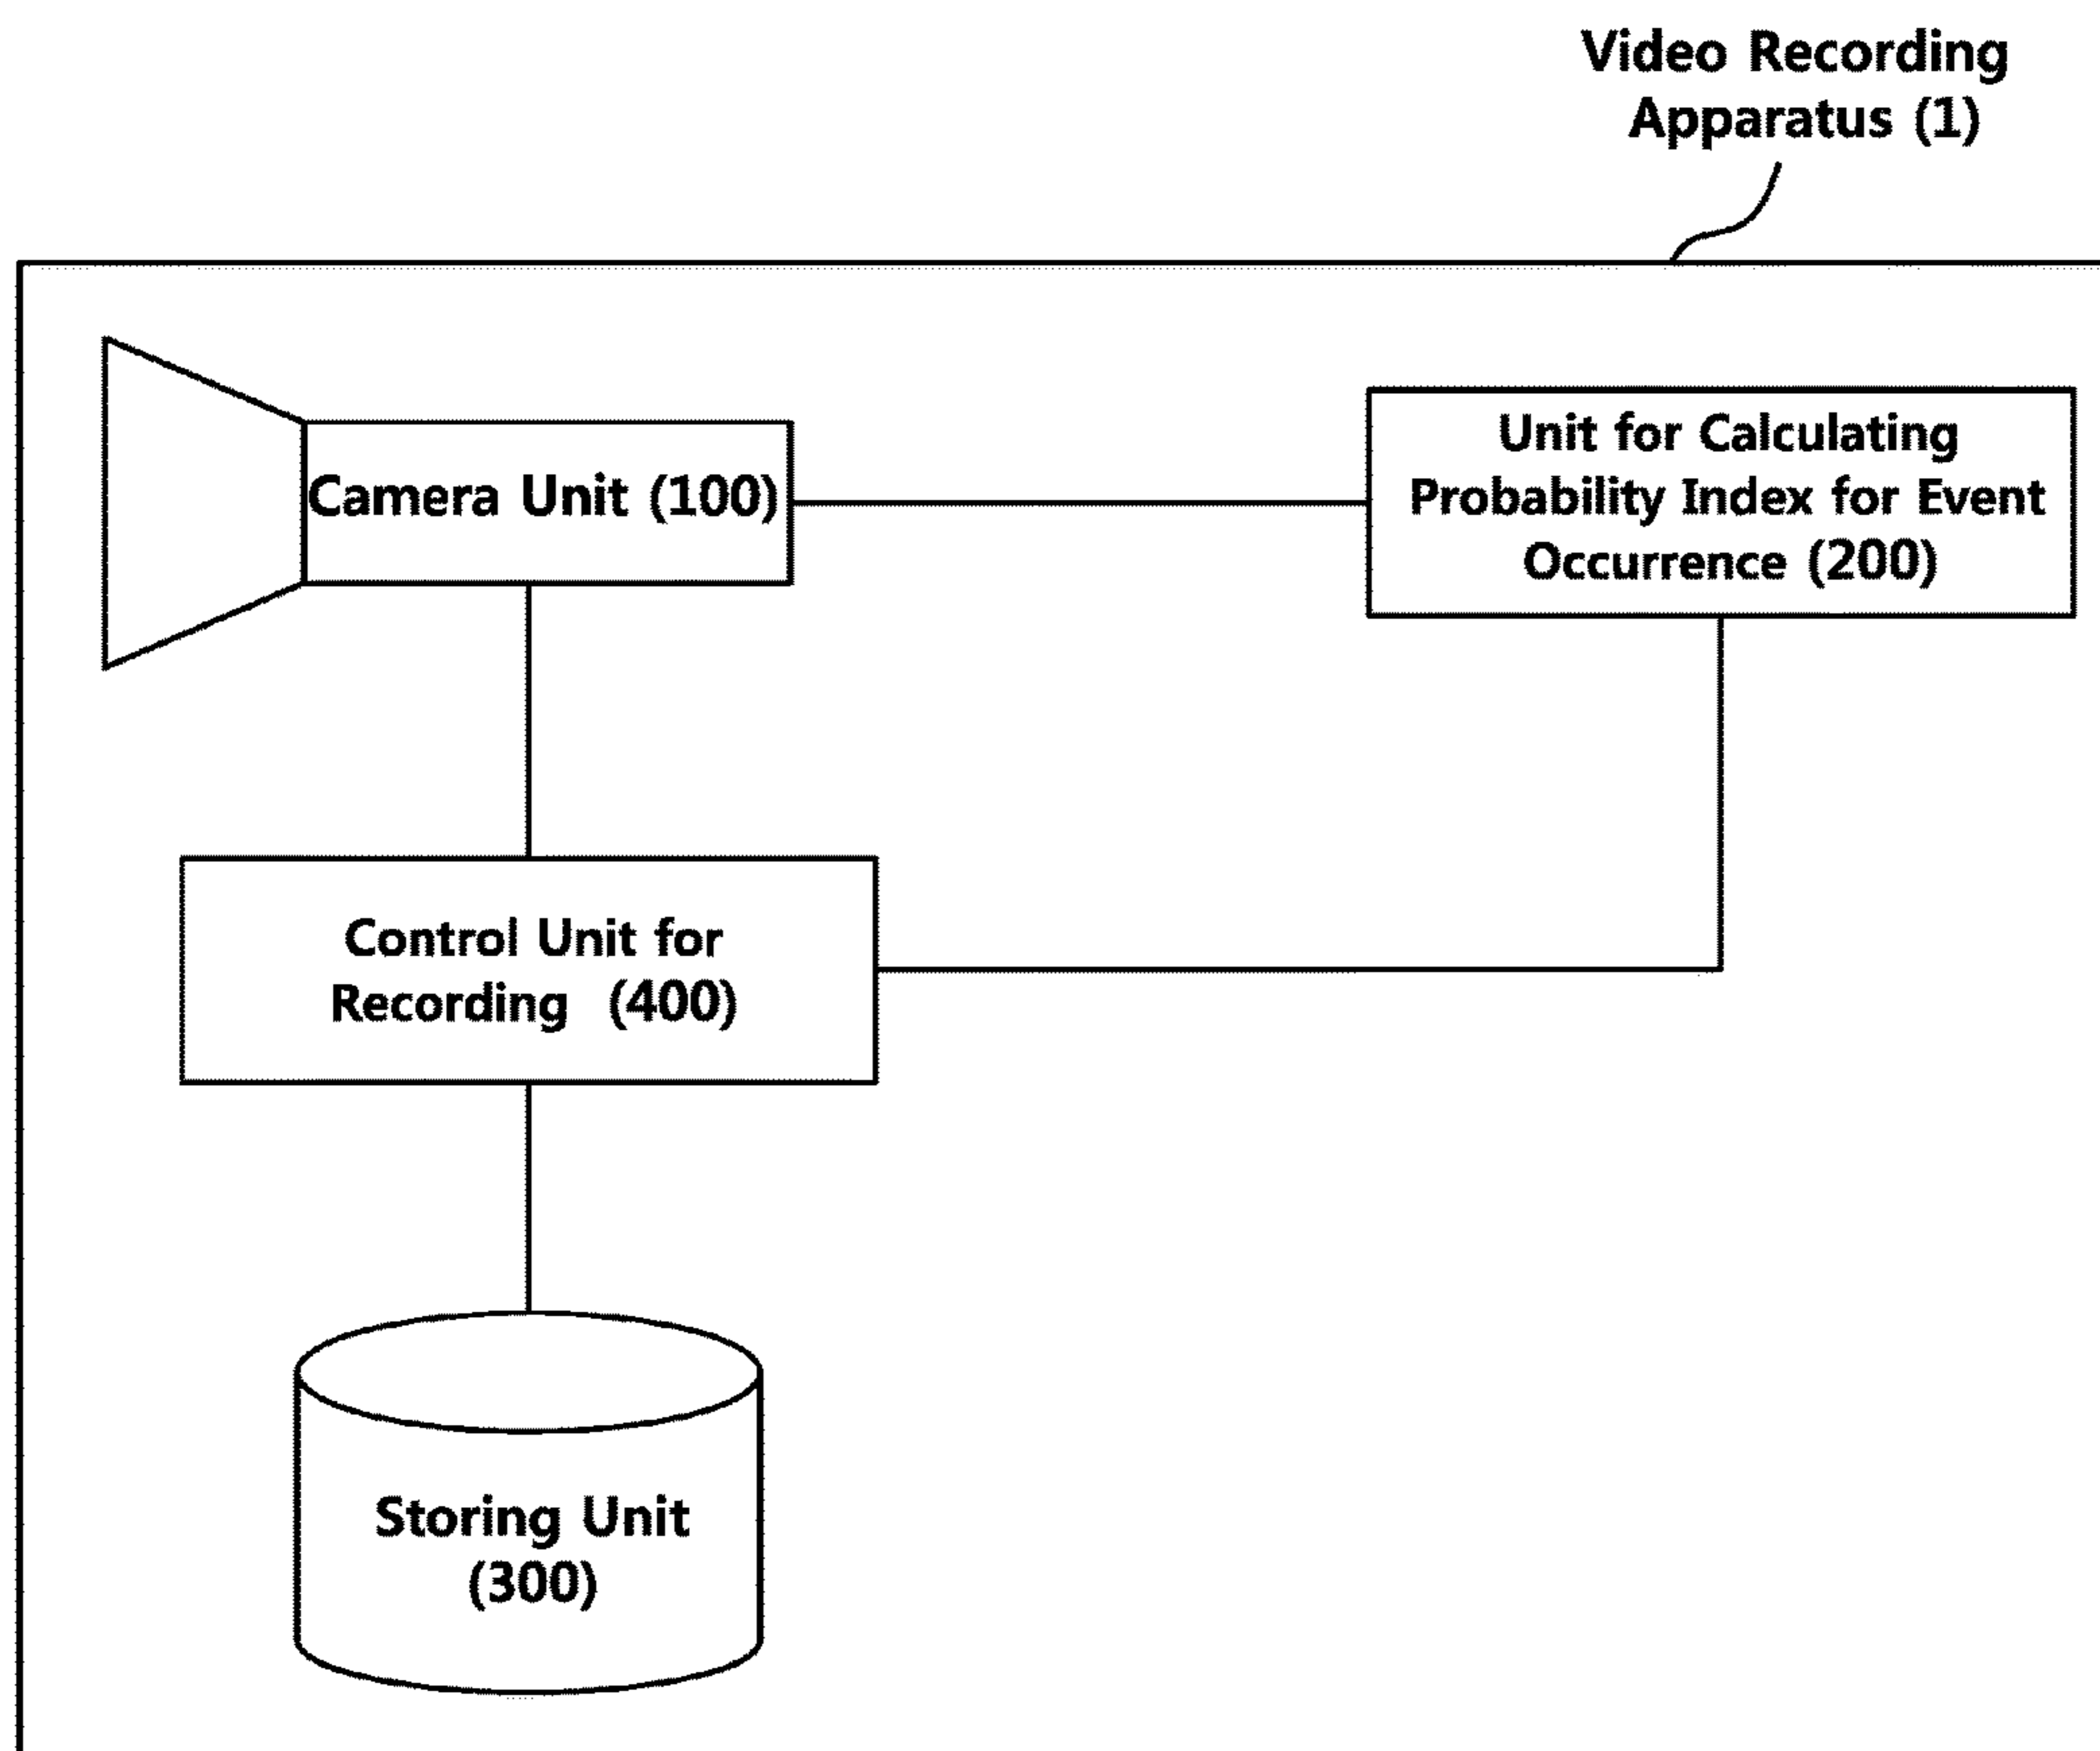 Video Recording
Apparatus (1)
Camera Unit (100)
Unit for Calculating
Probability Index for Event
Occurrence (200)
Control Unit for
Recording (400)
Storing Unit
(300)